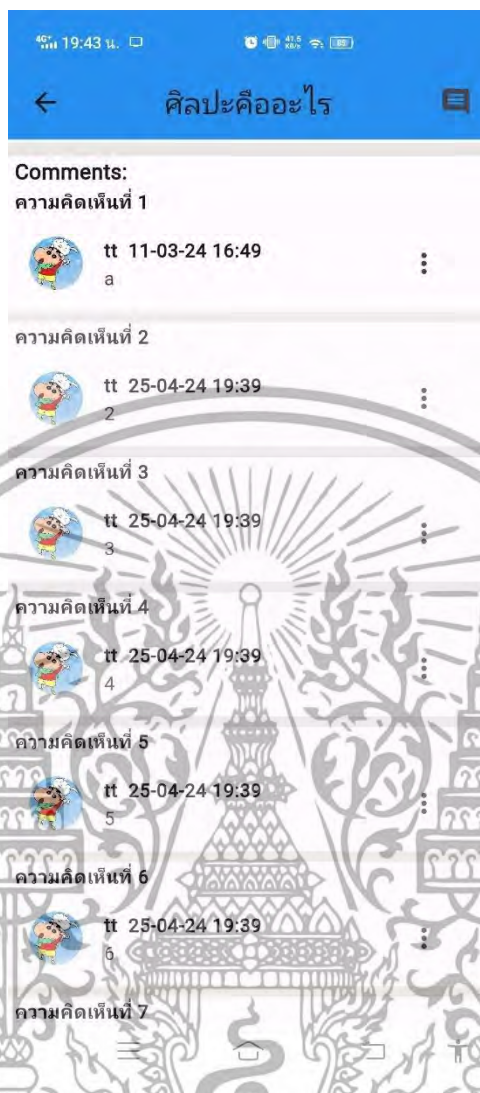 4G+ 19:43 น. 41.5 KB/s 85
ศิลปะคืออะไร
Comments:
ความคิดเห็นที่ 1
tt 11-03-24 16:49
a
ความคิดเห็นที่ 2
tt 25-04-24 19:39
2
ความคิดเห็นที่ 3
tt 25-04-24 19:39
3
ความคิดเห็นที่ 4
tt 25-04-24 19:39
4
ความคิดเห็นที่ 5
tt 25-04-24 19:39
5
ความคิดเห็นที่ 6
tt 25-04-24 19:39
6
ความคิดเห็นที่ 7